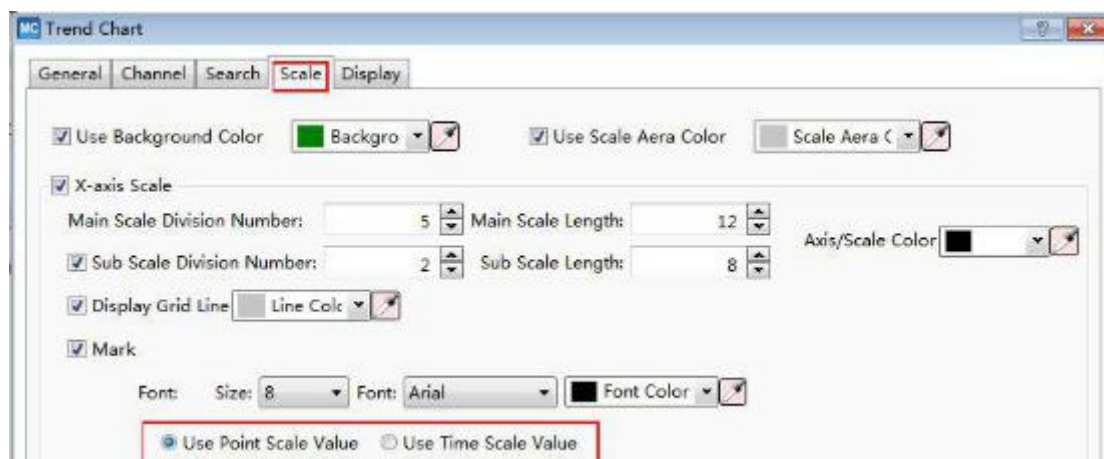 MC Trend Chart
General Channel Search Scale Display
Use Background Color Backgro Use Scale Aera Color Scale Aera C
X-axis Scale
Main Scale Division Number: 5 Main Scale Length: 12
Axis/Scale Color
Sub Scale Division Number: 2 Sub Scale Length: 8
Display Grid Line Line Colc
Mark
Font: Size: 8 Font: Arial Font Color
Use Point Scale Value Use Time Scale Value